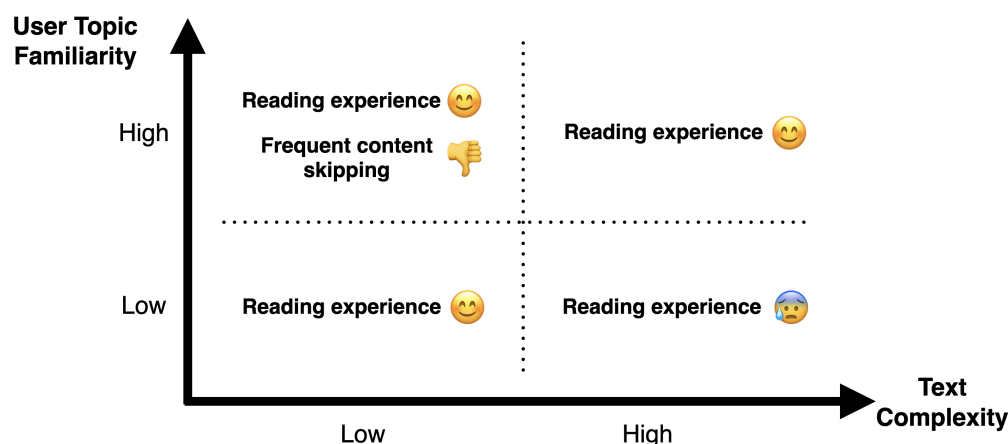 User Topic
Familiarity
High
Reading experience
Frequent content
skipping
Reading experience
Low
Reading experience
Reading experience
Low
High
Text
Complexity